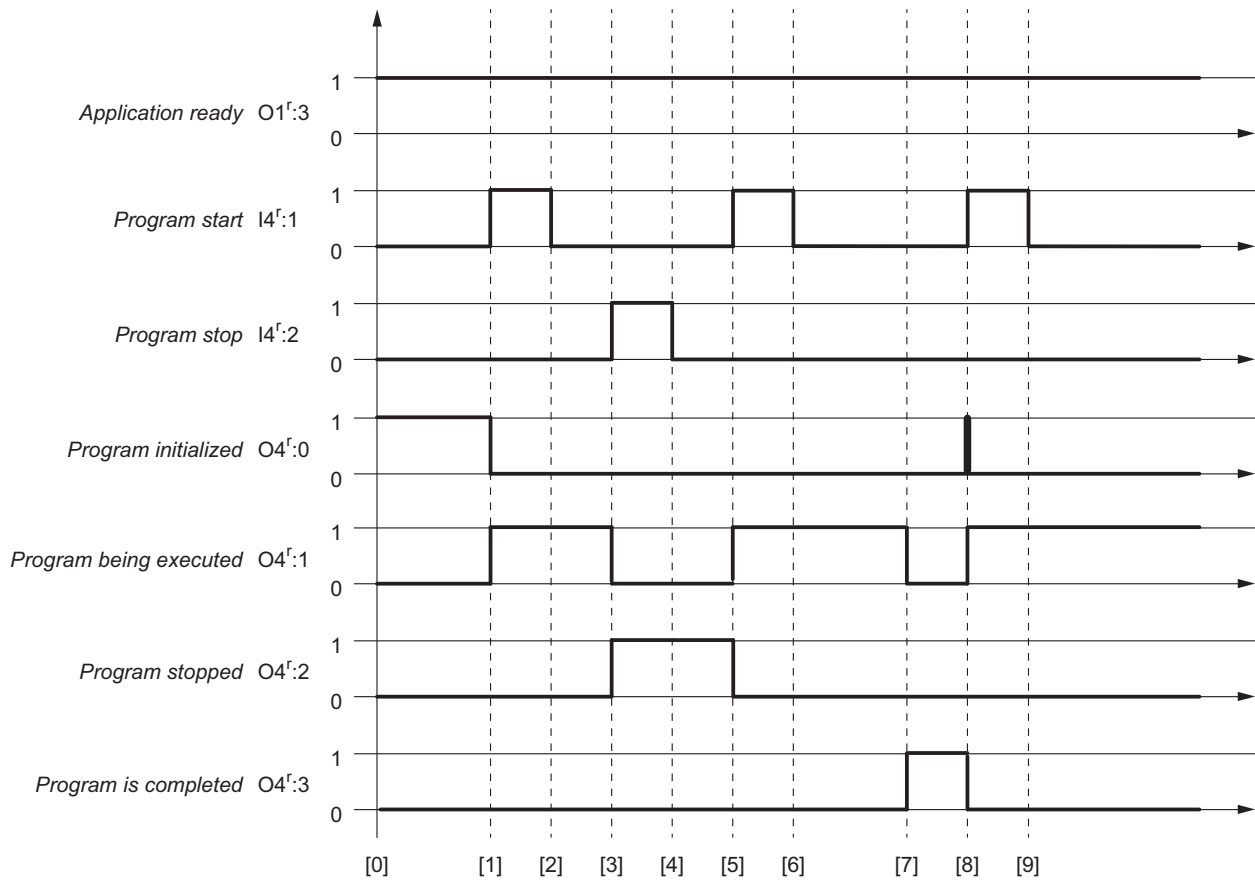 1
Application ready O1ʳ:3
0
1
Program start I4ʳ:1
0
1
Program stop I4ʳ:2
0
1
Program initialized O4ʳ:0
0
1
Program being executed O4ʳ:1
0
1
Program stopped O4ʳ:2
0
1
Program is completed O4ʳ:3
0
[0] [1] [2] [3] [4] [5] [6] [7] [8] [9]